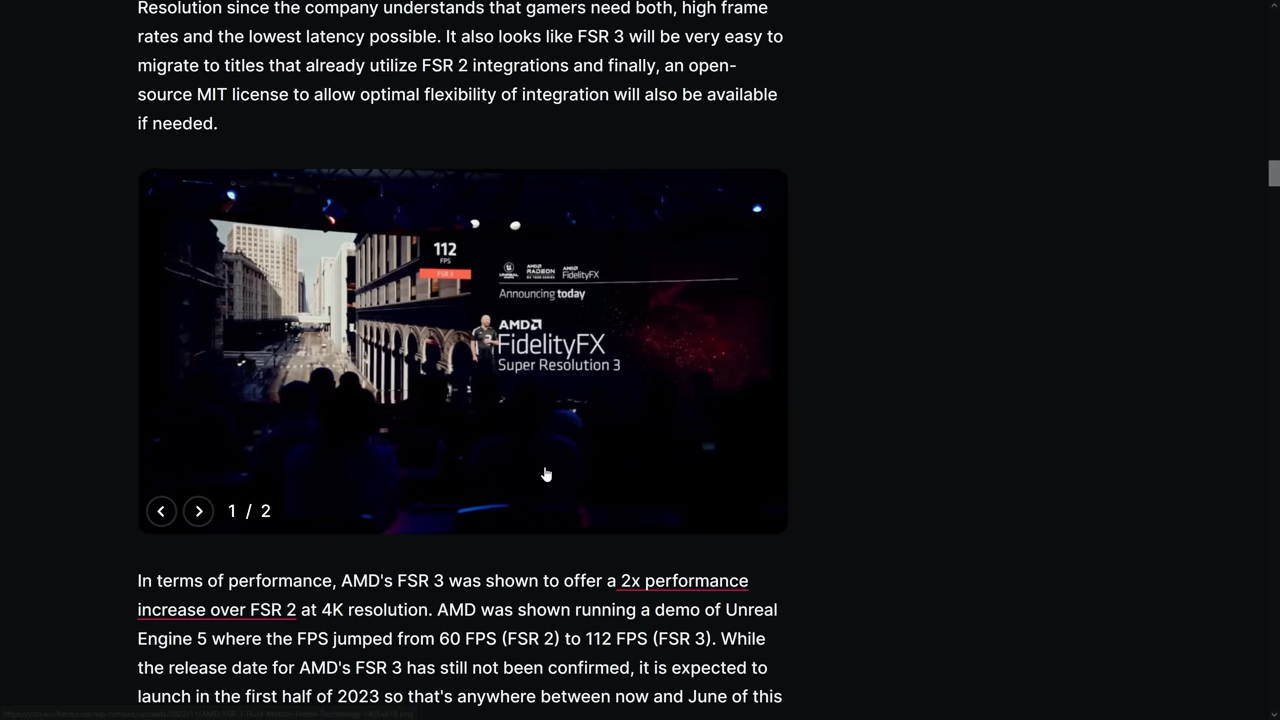 Resolution since the company understands that gamers need both, high frame
rates and the lowest latency possible. It also looks like FSR 3 will be very easy to
migrate to titles that already utilize FSR 2 integrations and finally, an open-
source MIT license to allow optimal flexibility of integration will also be available
if needed.
112
FPS
FSR 3
AMD
RADEON
AMD
FidelityFX
Announcing today
AMD
FidelityFX
Super Resolution 3
1 / 2
In terms of performance, AMD's FSR 3 was shown to offer a 2x performance
increase over FSR 2 at 4K resolution. AMD was shown running a demo of Unreal
Engine 5 where the FPS jumped from 60 FPS (FSR 2) to 112 FPS (FSR 3). While
the release date for AMD's FSR 3 has still not been confirmed, it is expected to
launch in the first half of 2023 so that's anywhere between now and June of this